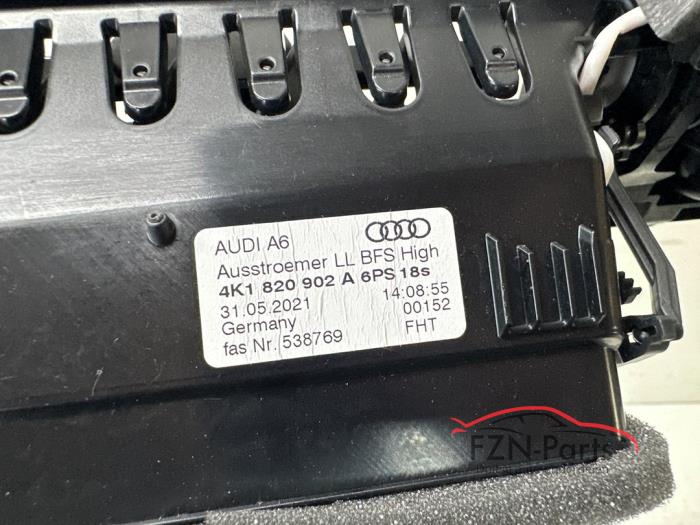 AUDI A6
Ausstroemer LL BFS High
4K1 820 902 A 6PS 18s
31.05.2021 14:08:55
Germany 00152
fas Nr. 538769 FHT
FZN-Parts